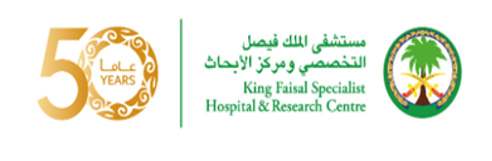 50
عاما
YEARS
مستشفى الملك فيصل
التخصصي ومركز الأبحاث
King Faisal Specialist
Hospital & Research Centre